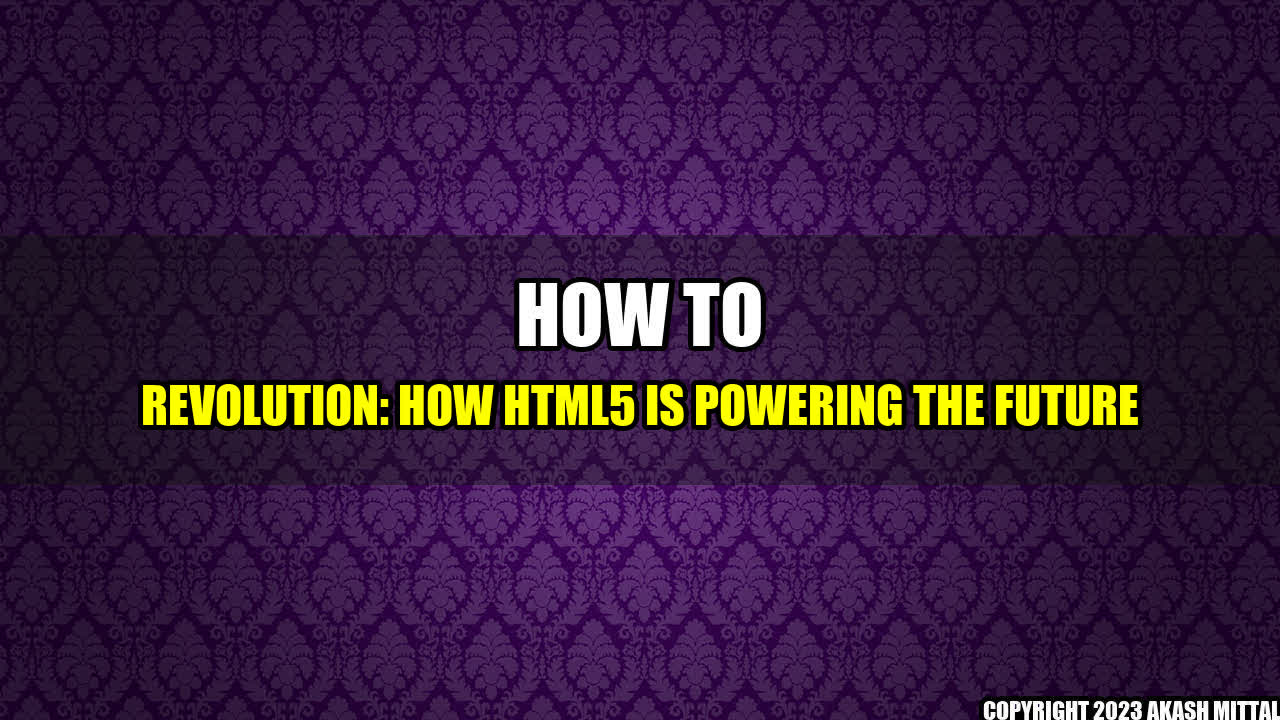 HOW TO
REVOLUTION: HOW HTML5 IS POWERING THE FUTURE
COPYRIGHT 2023 AKASH MITTAL